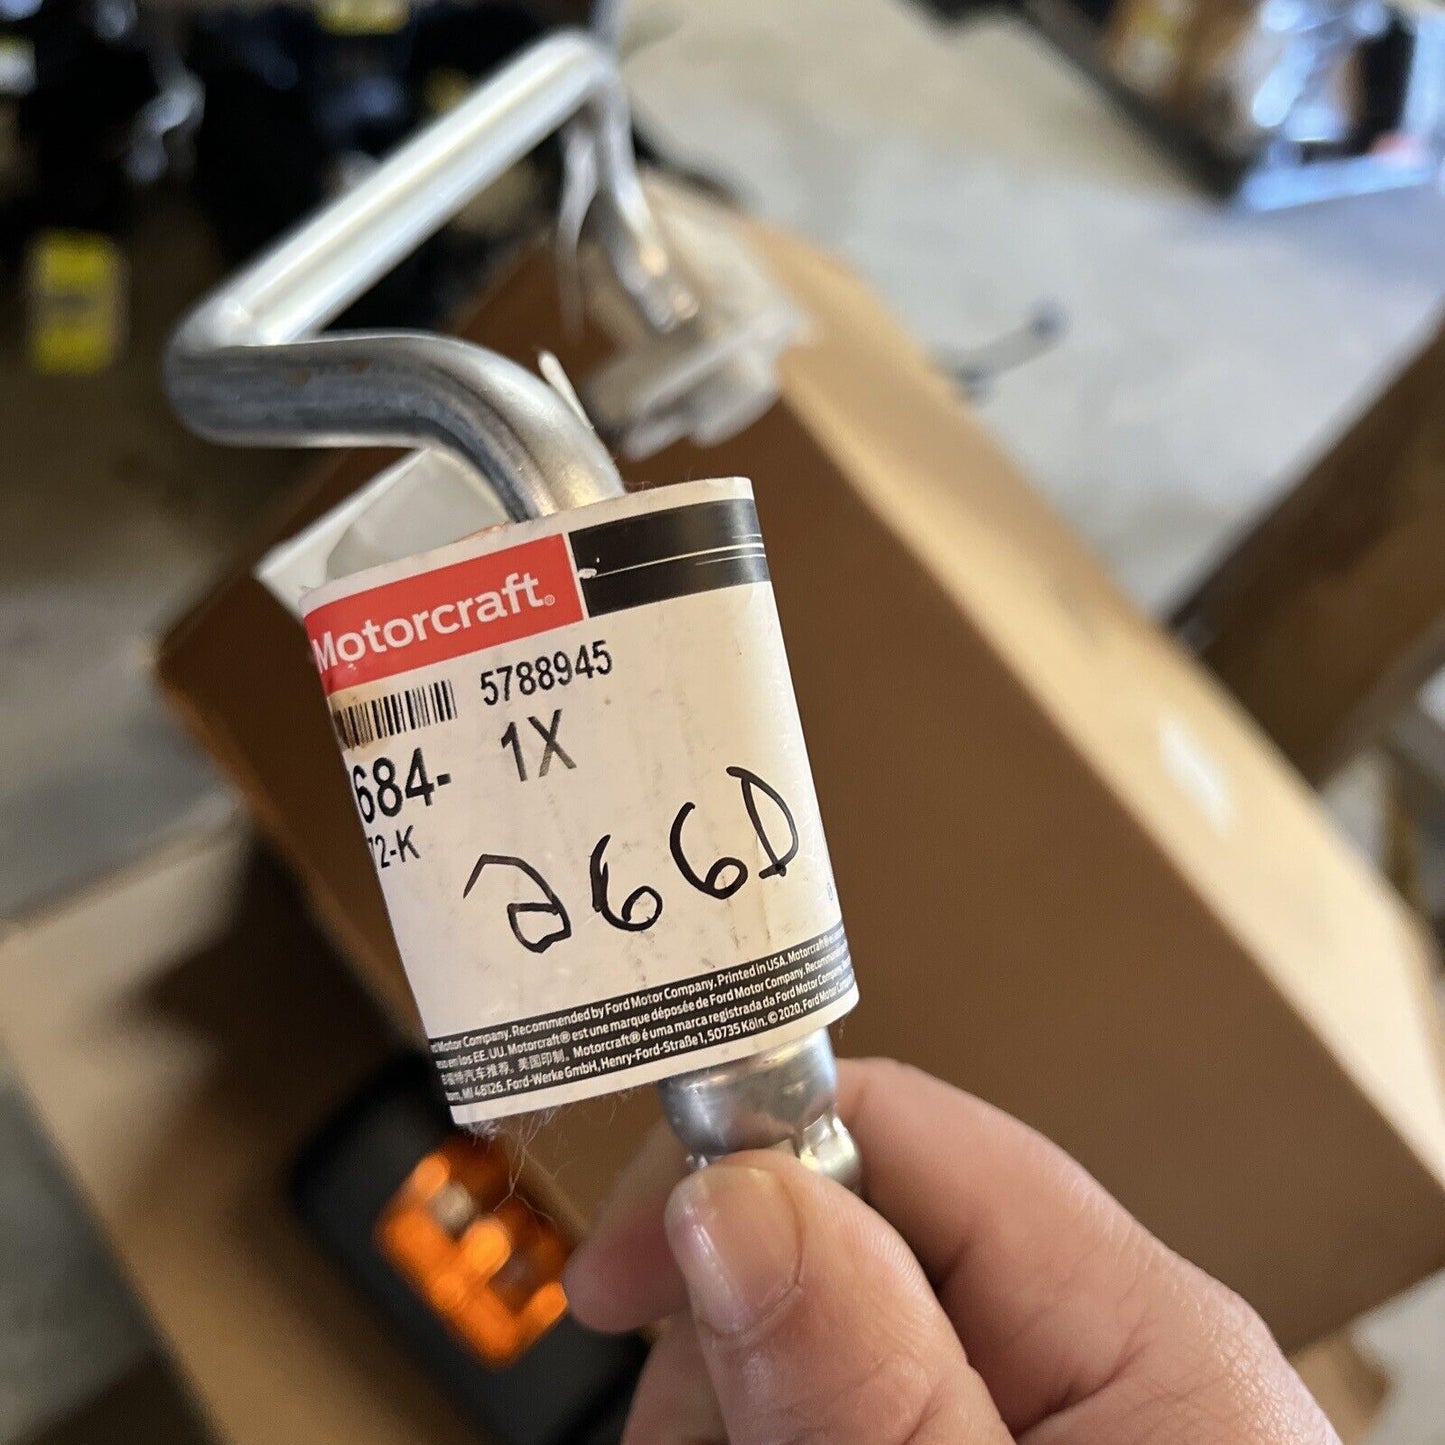 Motorcraft®
5788945
684- 1X
72-K
266D
Motor Company. Recommended by Ford Motor Company. Printed in USA. Motorcraft®
en los EE. UU. Motorcraft® est une marque déposée de Ford Motor Company.
汽车推荐。美国印制。 Motorcraft® é uma marca registrada da Ford Motor Company,
MI 48126. Ford-Werke GmbH, Henry-Ford-Straße 1, 50735 Köln. © 2020, Ford Motor